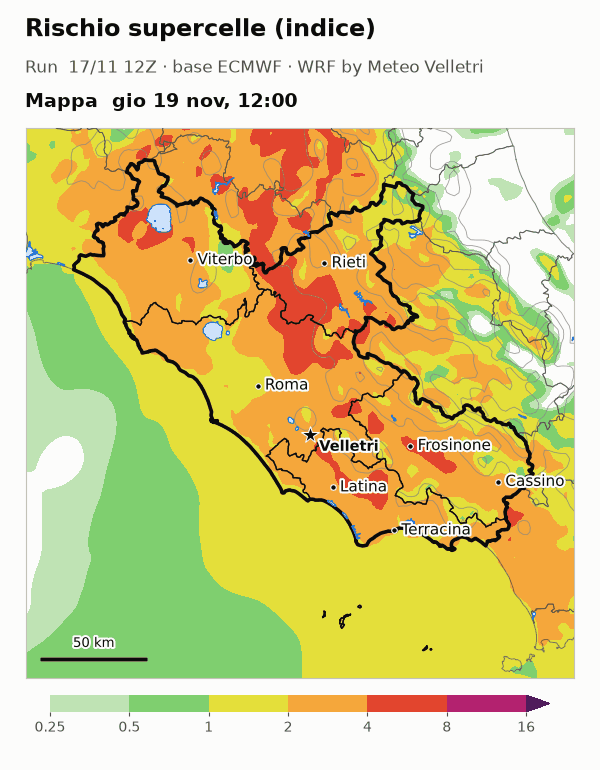 Rischio supercelle (indice)
Run  17/11 12Z · base ECMWF · WRF by Meteo Velletri
Mappa  gio 19 nov, 12:00
Viterbo
Rieti
Roma
Velletri
Frosinone
Cassino
Latina
Terracina
50 km
0.25 0.5 1 2 4 8 16